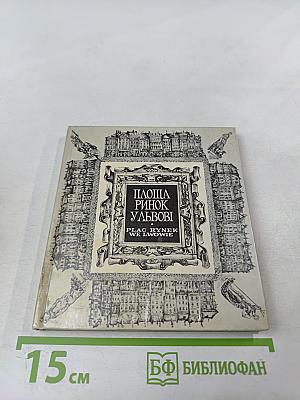 ПЛОЩА
РИНОК
У ЛЬВОВІ
PLAC RYNEK
WE LWOWIE
15 см
БФ БИБЛИОФАН